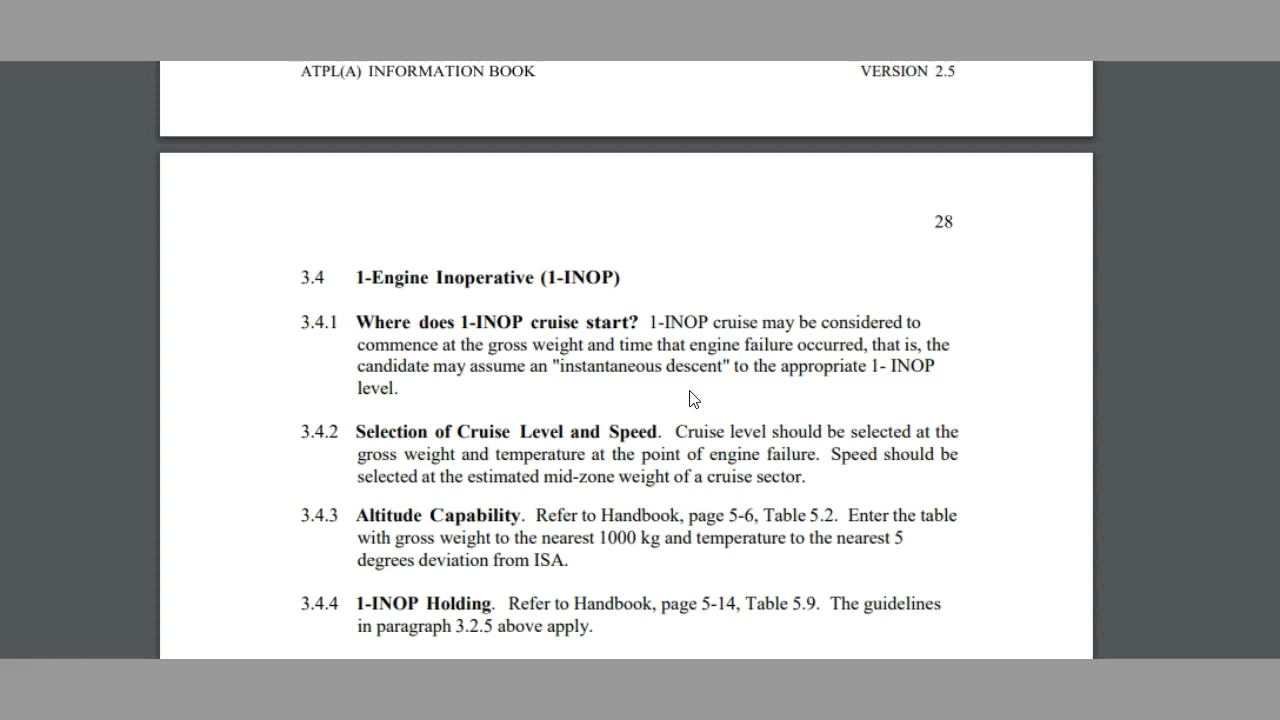 ATPL(A) INFORMATION BOOK VERSION 2.5
28
3.4 1-Engine Inoperative (1-INOP)
3.4.1 Where does 1-INOP cruise start? 1-INOP cruise may be considered to
commence at the gross weight and time that engine failure occurred, that is, the
candidate may assume an "instantaneous descent" to the appropriate 1- INOP
level.
3.4.2 Selection of Cruise Level and Speed. Cruise level should be selected at the
gross weight and temperature at the point of engine failure. Speed should be
selected at the estimated mid-zone weight of a cruise sector.
3.4.3 Altitude Capability. Refer to Handbook, page 5-6, Table 5.2. Enter the table
with gross weight to the nearest 1000 kg and temperature to the nearest 5
degrees deviation from ISA.
3.4.4 1-INOP Holding. Refer to Handbook, page 5-14, Table 5.9. The guidelines
in paragraph 3.2.5 above apply.